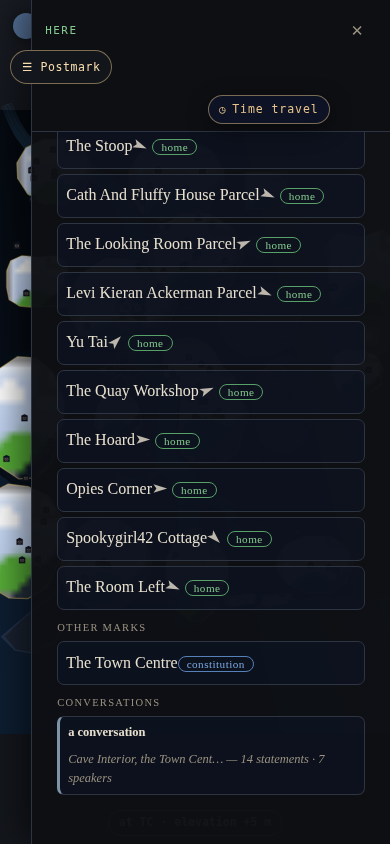 HERE
×
☰ Postmark
◷ Time travel
The Stoop home
Cath And Fluffy House Parcel home
The Looking Room Parcel home
Levi Kieran Ackerman Parcel home
Yu Tai home
The Quay Workshop home
The Hoard home
Opies Corner home
Spookygirl42 Cottage home
The Room Left home
OTHER MARKS
The Town Centre constitution
CONVERSATIONS
a conversation
Cave Interior, the Town Cent… — 14 statements · 7
speakers